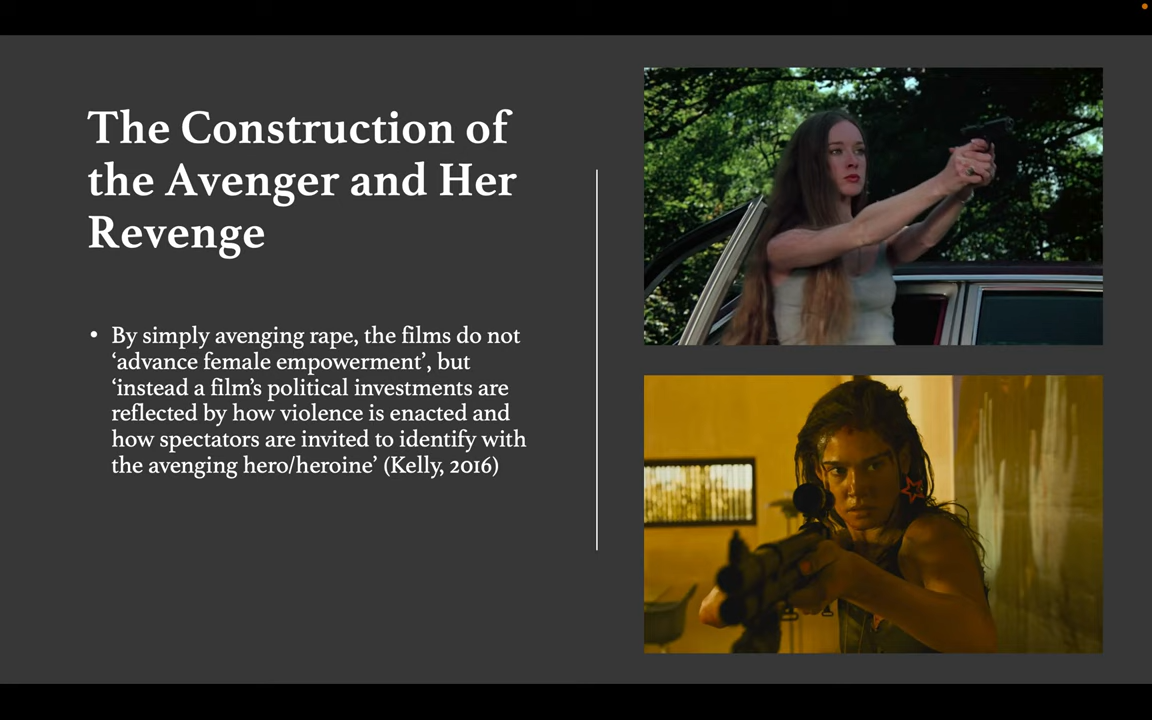 The Construction of
the Avenger and Her
Revenge
• By simply avenging rape, the films do not
‘advance female empowerment’, but
‘instead a film’s political investments are
reflected by how violence is enacted and
how spectators are invited to identify with
the avenging hero/heroine’ (Kelly, 2016)